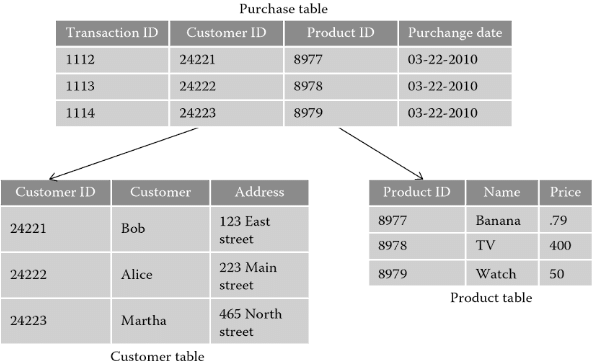 Purchase table
Transaction ID Customer ID Product ID Purchange date
1112 24221 8977 03-22-2010
1113 24222 8978 03-22-2010
1114 24223 8979 03-22-2010
Customer ID Customer Address
24221 Bob 123 East
street
24222 Alice 223 Main
street
24223 Martha 465 North
street
Customer table
Product ID Name Price
8977 Banana .79
8978 TV 400
8979 Watch 50
Product table